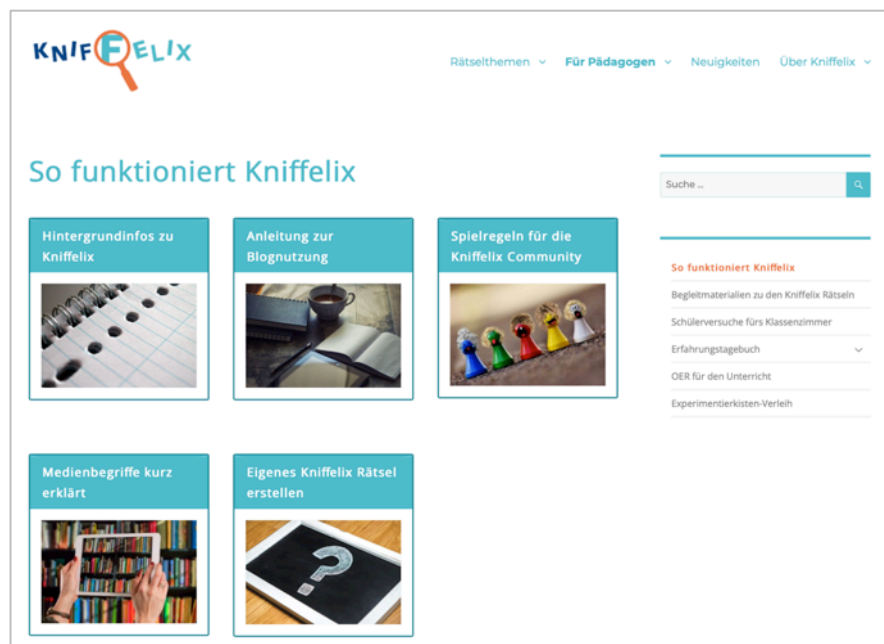 KNIFFELIX
Rätselthemen Für Pädagogen Neuigkeiten Über Kniffelix
So funktioniert Kniffelix
Suche …
Hintergrundinfos zu
Kniffelix
Anleitung zur
Blognutzung
Spielregeln für die
Kniffelix Community
So funktioniert Kniffelix
Begleitmaterialien zu den Kniffelix Rätseln
Schülerversuche fürs Klassenzimmer
Erfahrungstagebuch
OER für den Unterricht
Experimentierkisten-Verleih
Medienbegriffe kurz
erklärt
Eigenes Kniffelix Rätsel
erstellen
?